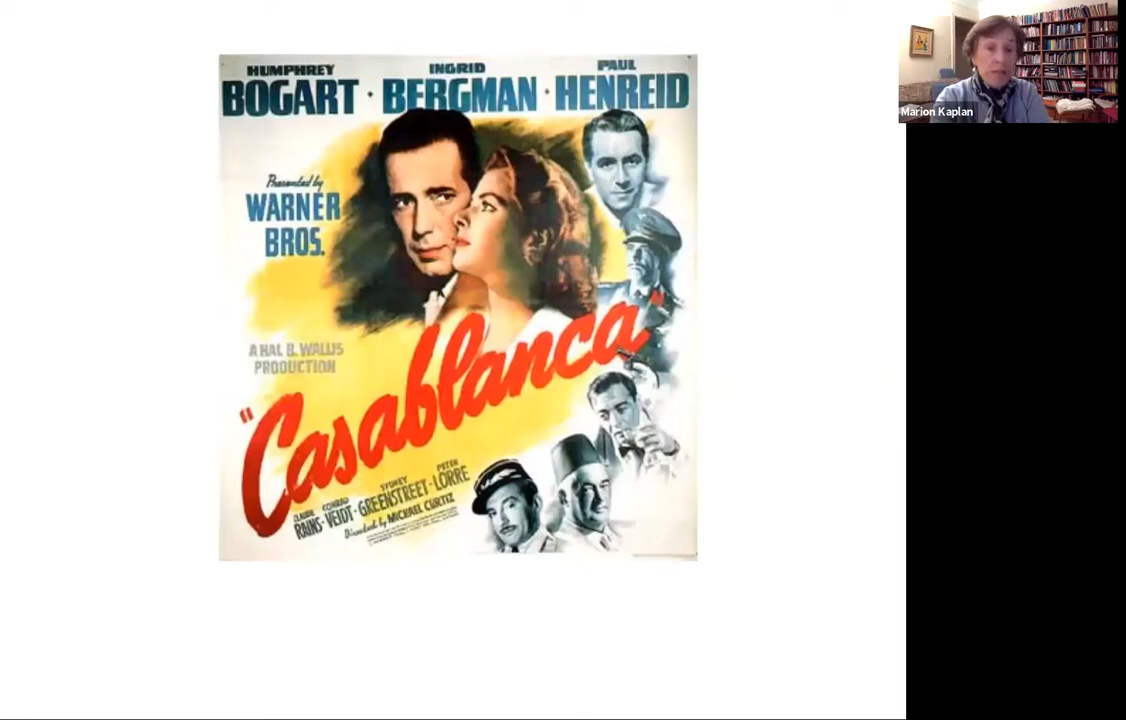 HUMPHREY
BOGART · INGRID
BERGMAN · PAUL
HENREID
Presented by
WARNER
BROS.
A HAL B. WALLIS
PRODUCTION
"Casablanca"
CLAUDE
RAINS · CONRAD
VEIDT · SYDNEY
GREENSTREET · PETER
LORRE
Directed by MICHAEL CURTIZ
Marion Kaplan